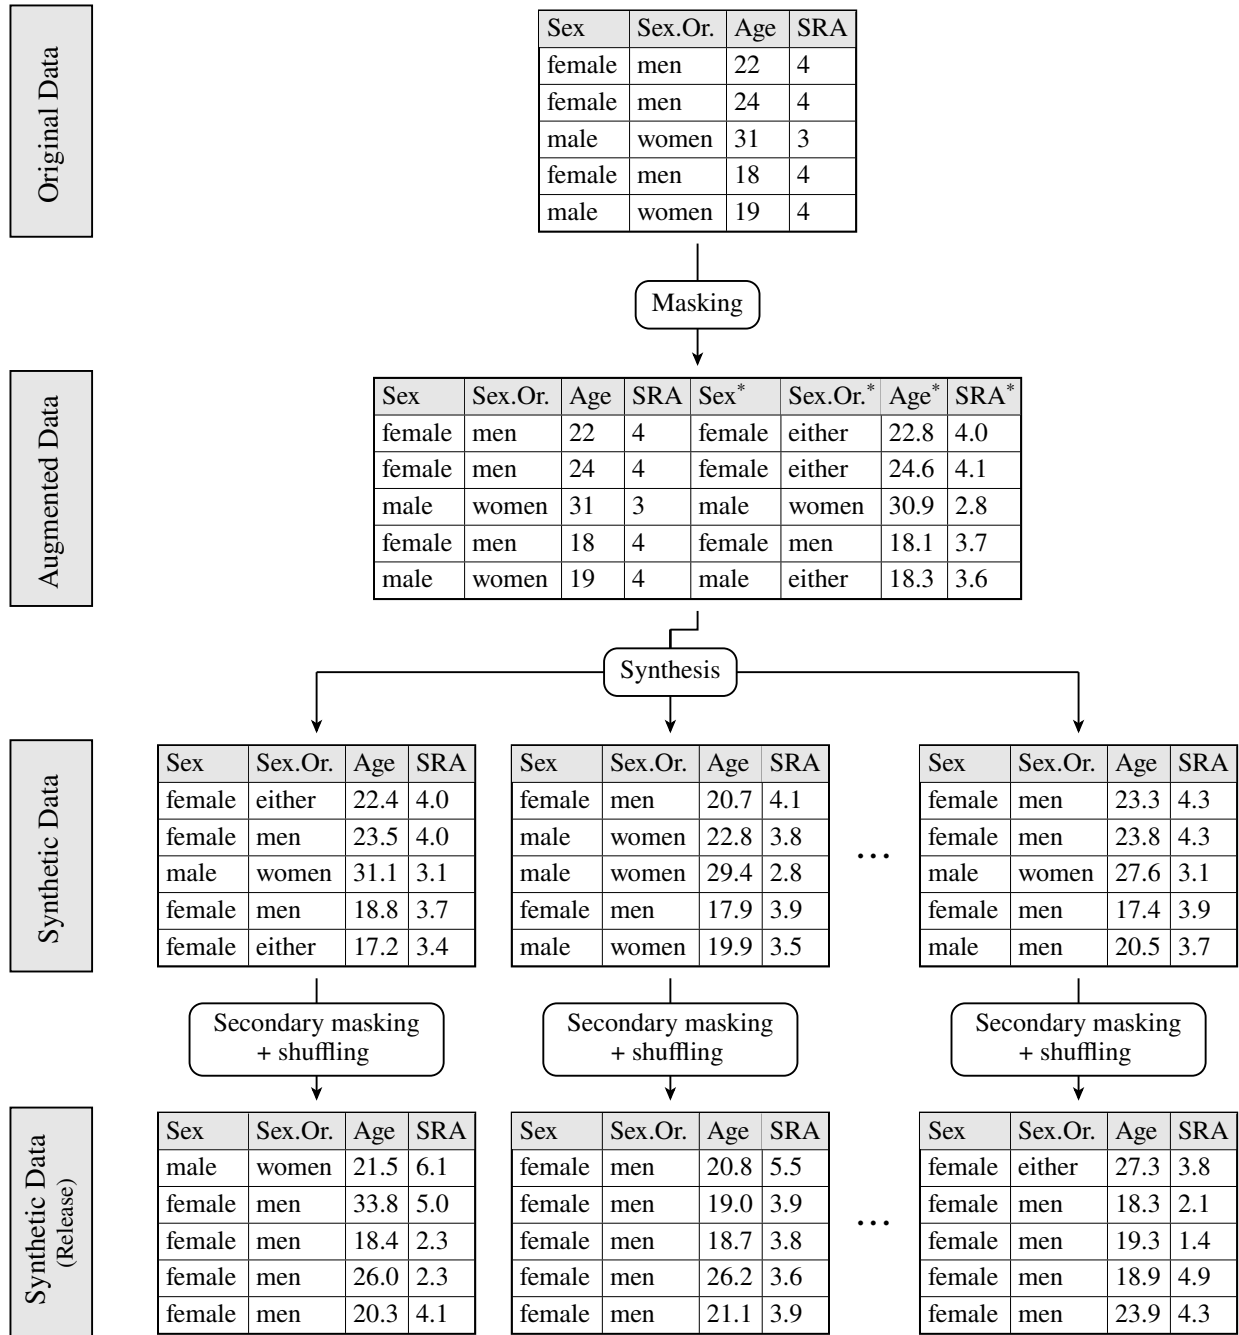 Original Data
Sex Sex.Or. Age SRA
female men 22 4
female men 24 4
male women 31 3
female men 18 4
male women 19 4
Masking
Augmented Data
Sex Sex.Or. Age SRA Sex* Sex.Or.* Age* SRA*
female men 22 4 female either 22.8 4.0
female men 24 4 female either 24.6 4.1
male women 31 3 male women 30.9 2.8
female men 18 4 female men 18.1 3.7
male women 19 4 male either 18.3 3.6
Synthesis
Synthetic Data
Sex Sex.Or. Age SRA
female either 22.4 4.0
female men 23.5 4.0
male women 31.1 3.1
female men 18.8 3.7
female either 17.2 3.4
Sex Sex.Or. Age SRA
female men 20.7 4.1
male women 22.8 3.8
male women 29.4 2.8
female men 17.9 3.9
male women 19.9 3.5
...
Sex Sex.Or. Age SRA
female men 23.3 4.3
female men 23.8 4.3
male women 27.6 3.1
female men 17.4 3.9
male men 20.5 3.7
Secondary masking
+ shuffling
Secondary masking
+ shuffling
Secondary masking
+ shuffling
Synthetic Data
(Release)
Sex Sex.Or. Age SRA
male women 21.5 6.1
female men 33.8 5.0
female men 18.4 2.3
female men 26.0 2.3
female men 20.3 4.1
Sex Sex.Or. Age SRA
female men 20.8 5.5
female men 19.0 3.9
female men 18.7 3.8
female men 26.2 3.6
female men 21.1 3.9
...
Sex Sex.Or. Age SRA
female either 27.3 3.8
female men 18.3 2.1
female men 19.3 1.4
female men 18.9 4.9
female men 23.9 4.3